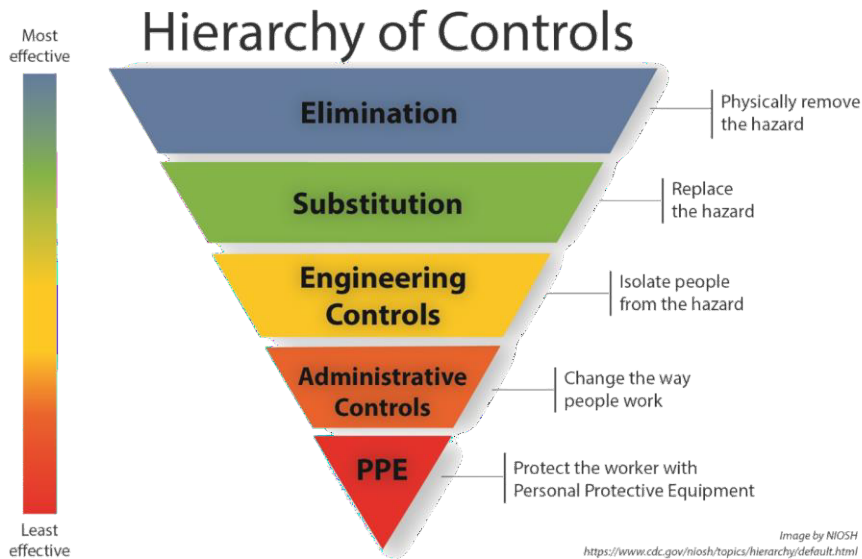 Hierarchy of Controls
Most
effective
Elimination
Physically remove
the hazard
Substitution
Replace
the hazard
Engineering
Controls
Isolate people
from the hazard
Administrative
Controls
Change the way
people work
PPE
Protect the worker with
Personal Protective Equipment
Least
effective
Image by NIOSH
https://www.cdc.gov/niosh/topics/hierarchy/default.html